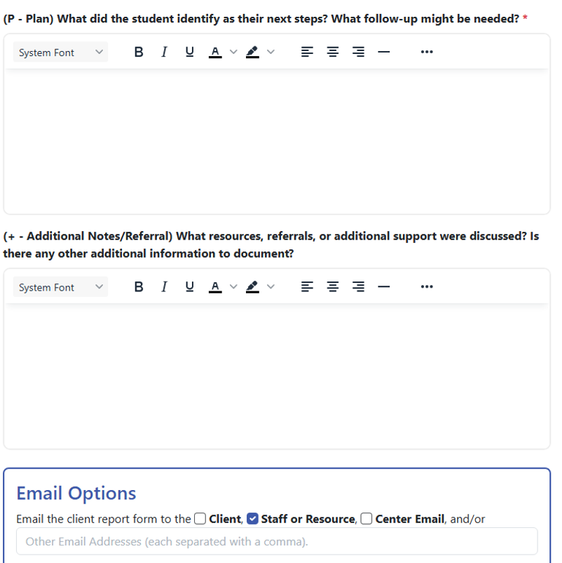 (P - Plan) What did the student identify as their next steps? What follow-up might be needed? *
System Font B I U A
(+ - Additional Notes/Referral) What resources, referrals, or additional support were discussed? Is
there any other additional information to document?
System Font B I U A
Email Options
Email the client report form to the Client, Staff or Resource, Center Email, and/or
Other Email Addresses (each separated with a comma).